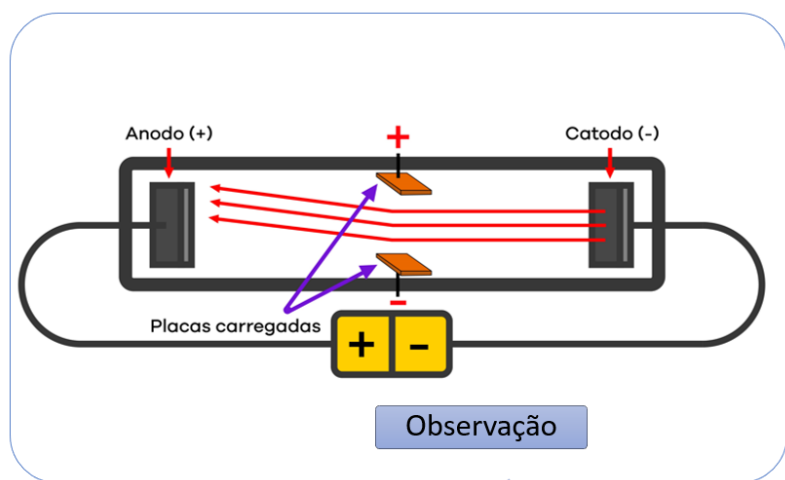 Anodo (+)
+
Catodo (-)
-
Placas carregadas
+ -
Observação